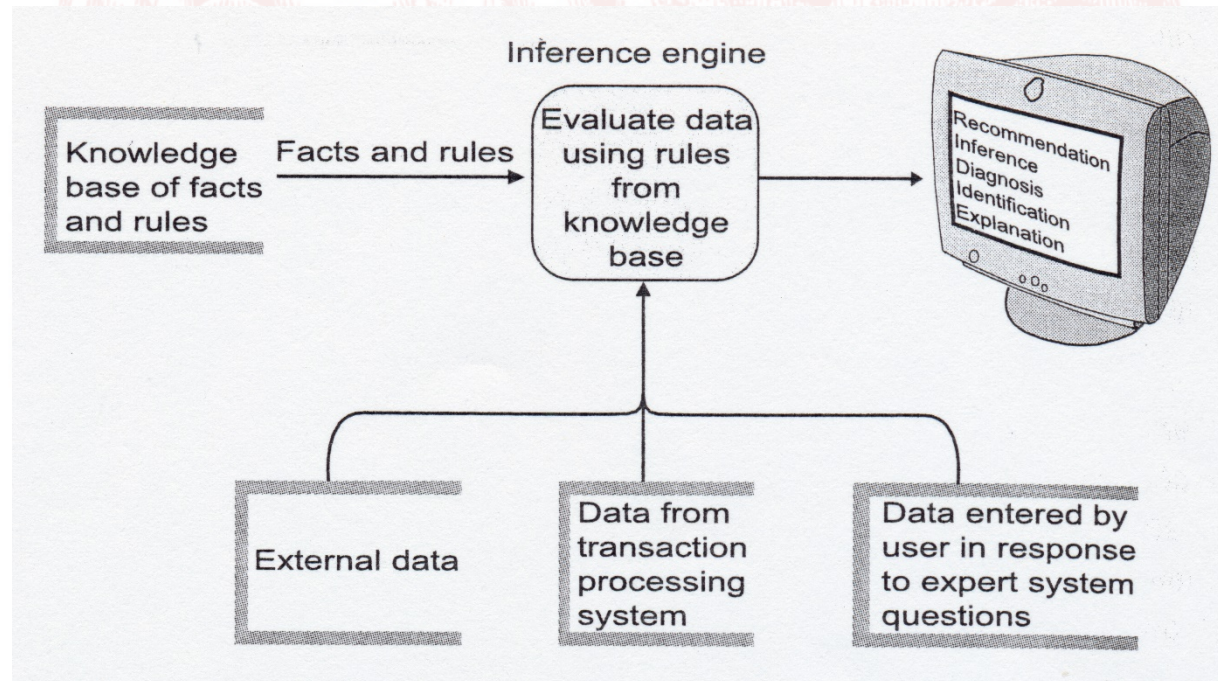 Inference engine
Knowledge
base of facts
and rules
Facts and rules
Evaluate data
using rules
from
knowledge
base
Recommendation
Inference
Diagnosis
Identification
Explanation
External data
Data from
transaction
processing
system
Data entered by
user in response
to expert system
questions